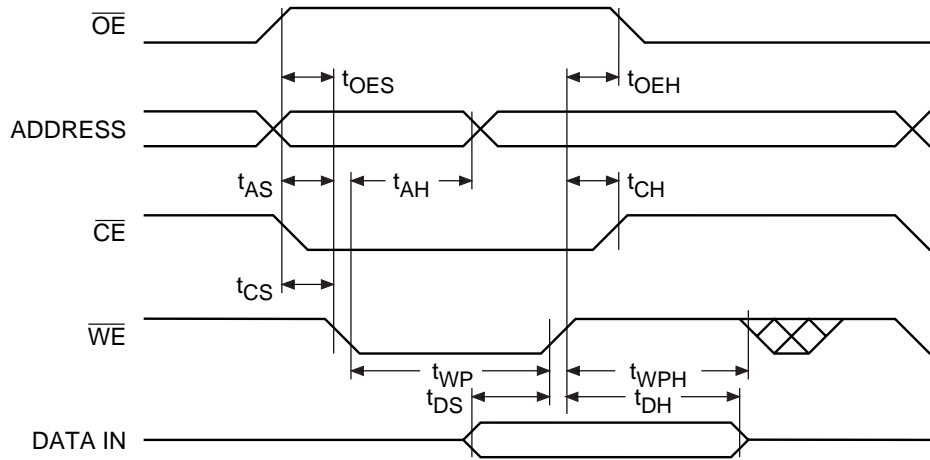 OE
tOES tOEH
ADDRESS
tAS tAH tCH
CE
tCS
WE
tWP tWPH
tDS tDH
DATA IN